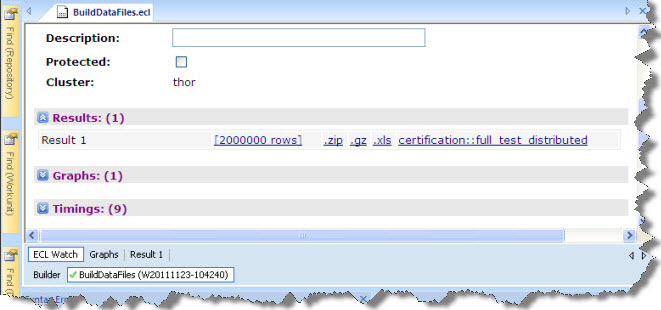 BuildDataFiles.ecl
Find (Repository)
Find (Workunit)
Find (
Description:
Protected:
Cluster: thor
Results: (1)
Result 1 [2000000 rows] .zip .gz .xls certification::full_test_distributed
Graphs: (1)
Timings: (9)
ECL Watch Graphs Result 1
Builder BuildDataFiles (W20111123-104240)